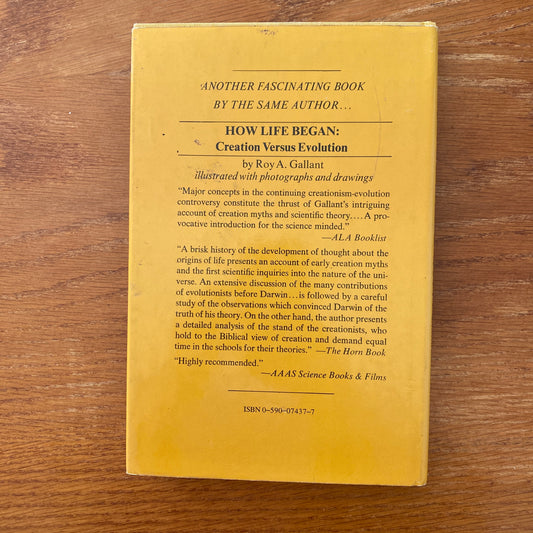 ANOTHER FASCINATING BOOK
BY THE SAME AUTHOR...
HOW LIFE BEGAN:
Creation Versus Evolution
by Roy A. Gallant
illustrated with photographs and drawings
"Major concepts in the continuing creationism-evolution
controversy constitute the thrust of Gallant's intriguing
account of creation myths and scientific theory.... A pro-
vocative introduction for the science minded."
—ALA Booklist
"A brisk history of the development of thought about the
origins of life presents an account of early creation myths
and the first scientific inquiries into the nature of the uni-
verse. An extensive discussion of the many contributions
of evolutionists before Darwin...is followed by a careful
study of the observations which convinced Darwin of the
truth of his theory. On the other hand, the author presents
a detailed analysis of the stand of the creationists, who
hold to the Biblical view of creation and demand equal
time in the schools for their theories." —The Horn Book
"Highly recommended."
—AAAS Science Books & Films
ISBN 0-590-07437-7